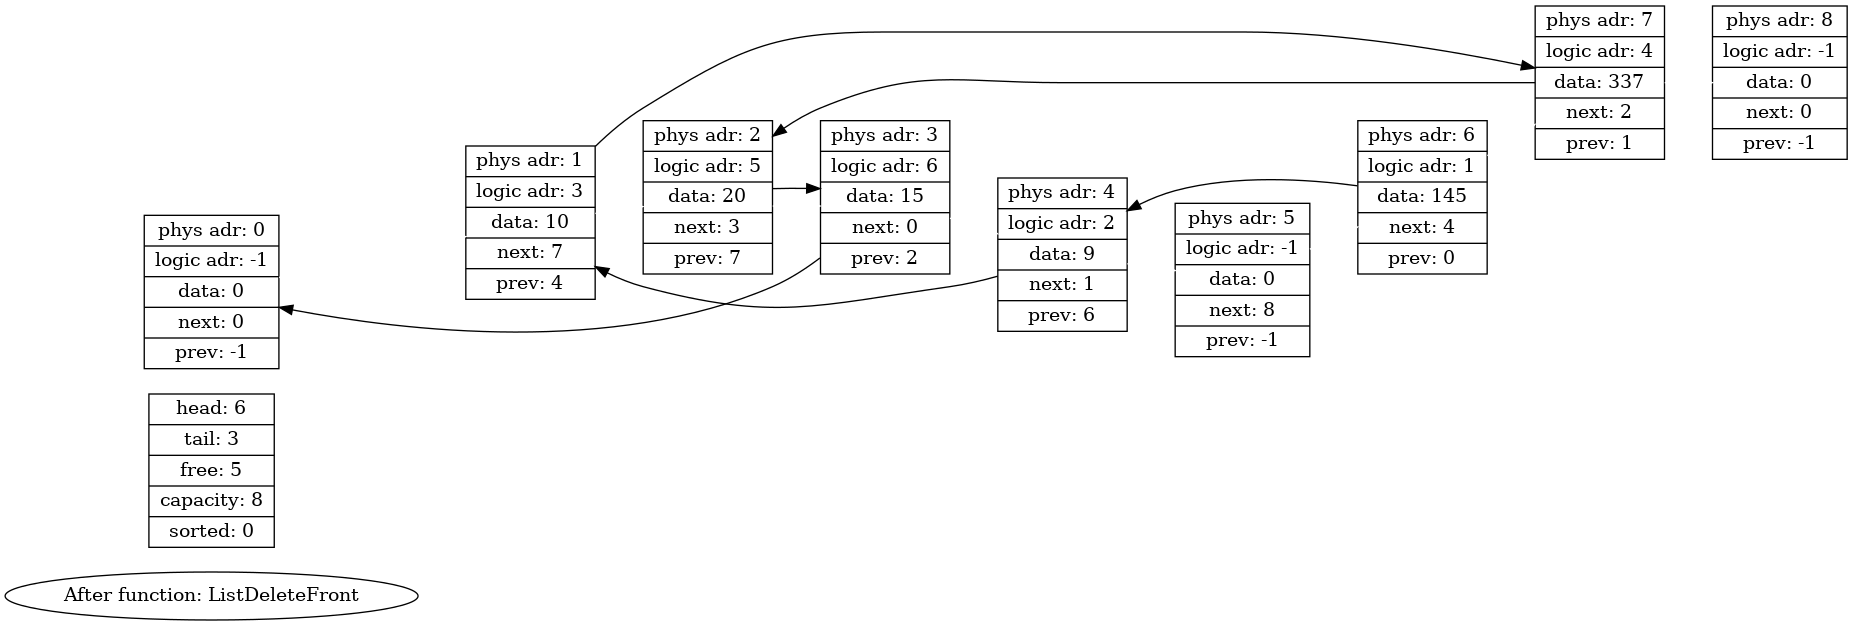 phys adr: 0
logic adr: -1
data: 0
next: 0
prev: -1
head: 6
tail: 3
free: 5
capacity: 8
sorted: 0
After function: ListDeleteFront
phys adr: 1
logic adr: 3
data: 10
next: 7
prev: 4
phys adr: 2
logic adr: 5
data: 20
next: 3
prev: 7
phys adr: 3
logic adr: 6
data: 15
next: 0
prev: 2
phys adr: 4
logic adr: 2
data: 9
next: 1
prev: 6
phys adr: 5
logic adr: -1
data: 0
next: 8
prev: -1
phys adr: 6
logic adr: 1
data: 145
next: 4
prev: 0
phys adr: 7
logic adr: 4
data: 337
next: 2
prev: 1
phys adr: 8
logic adr: -1
data: 0
next: 0
prev: -1